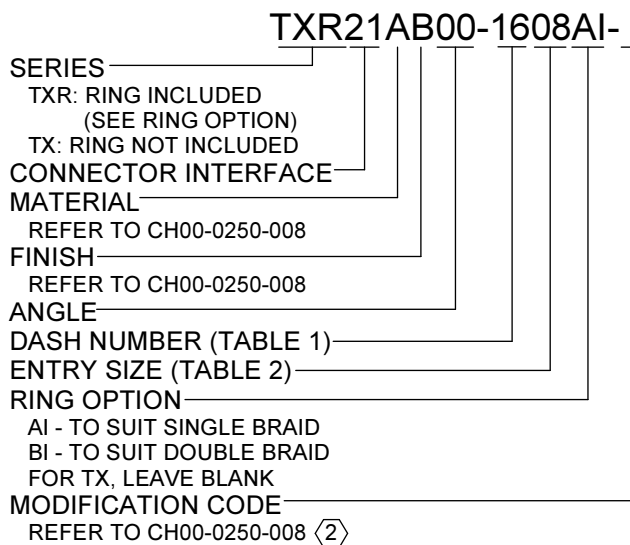 TXR21AB00-1608AI-_
SERIES
TXR: RING INCLUDED
(SEE RING OPTION)
TX: RING NOT INCLUDED
CONNECTOR INTERFACE
MATERIAL
REFER TO CH00-0250-008
FINISH
REFER TO CH00-0250-008
ANGLE
DASH NUMBER (TABLE 1)
ENTRY SIZE (TABLE 2)
RING OPTION
AI - TO SUIT SINGLE BRAID
BI - TO SUIT DOUBLE BRAID
FOR TX, LEAVE BLANK
MODIFICATION CODE
REFER TO CH00-0250-008 2